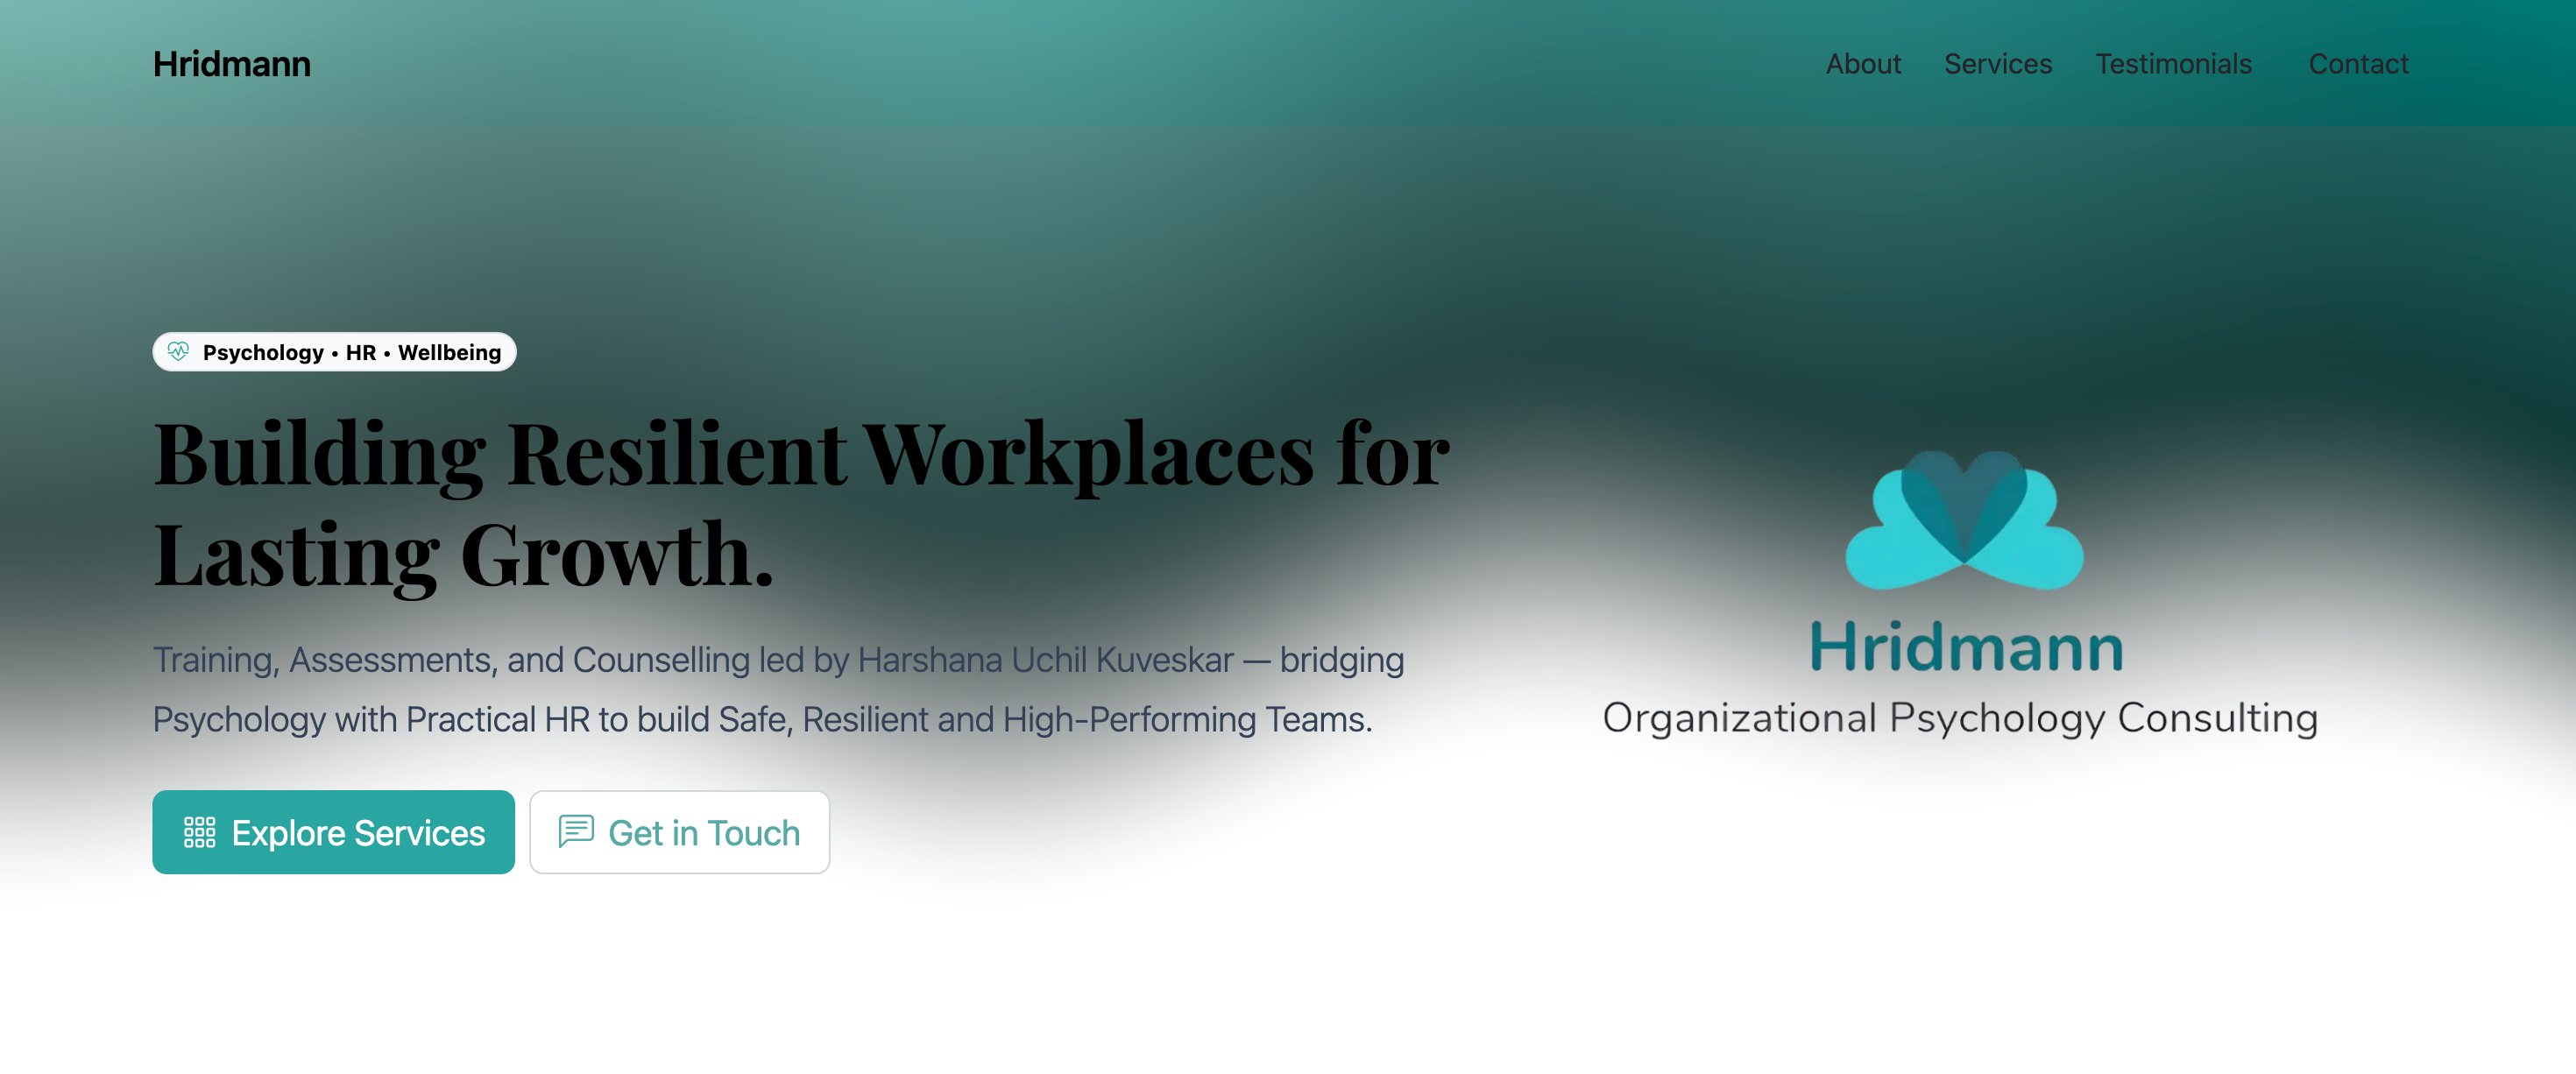 Hridmann
About Services Testimonials Contact
Psychology • HR • Wellbeing
Building Resilient Workplaces for
Lasting Growth.
Training, Assessments, and Counselling led by Harshana Uchil Kuveskar — bridging
Psychology with Practical HR to build Safe, Resilient and High-Performing Teams.
Explore Services
Get in Touch
Hridmann
Organizational Psychology Consulting